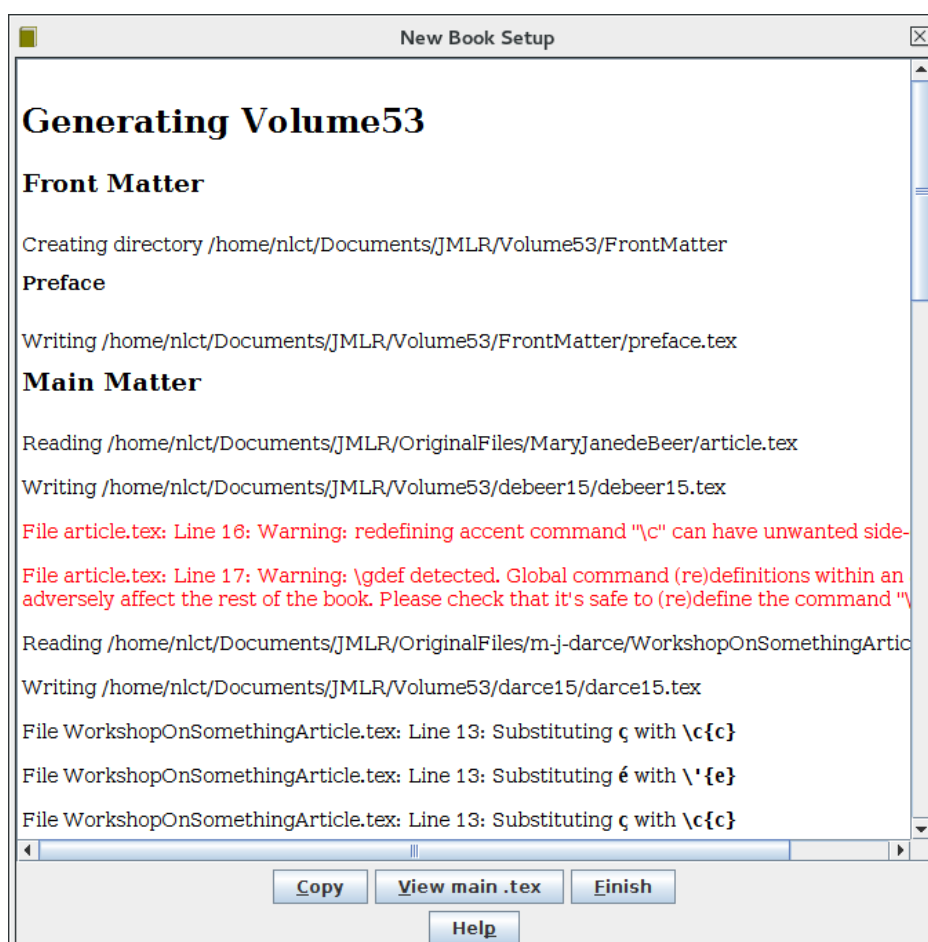 New Book Setup
Generating Volume53
Front Matter
Creating directory /home/nlct/Documents/JMLR/Volume53/FrontMatter
Preface
Writing /home/nlct/Documents/JMLR/Volume53/FrontMatter/preface.tex
Main Matter
Reading /home/nlct/Documents/JMLR/OriginalFiles/MaryJanedeBeer/article.tex
Writing /home/nlct/Documents/JMLR/Volume53/debeer15/debeer15.tex
File article.tex: Line 16: Warning: redefining accent command "\c" can have unwanted side-
File article.tex: Line 17: Warning: \gdef detected. Global command (re)definitions within an
adversely affect the rest of the book. Please check that it's safe to (re)define the command "\
Reading /home/nlct/Documents/JMLR/OriginalFiles/m-j-darce/WorkshopOnSomethingArtic
Writing /home/nlct/Documents/JMLR/Volume53/darce15/darce15.tex
File WorkshopOnSomethingArticle.tex: Line 13: Substituting ç with \c{c}
File WorkshopOnSomethingArticle.tex: Line 13: Substituting é with \'{e}
File WorkshopOnSomethingArticle.tex: Line 13: Substituting ç with \c{c}
Copy View main .tex Finish
Help